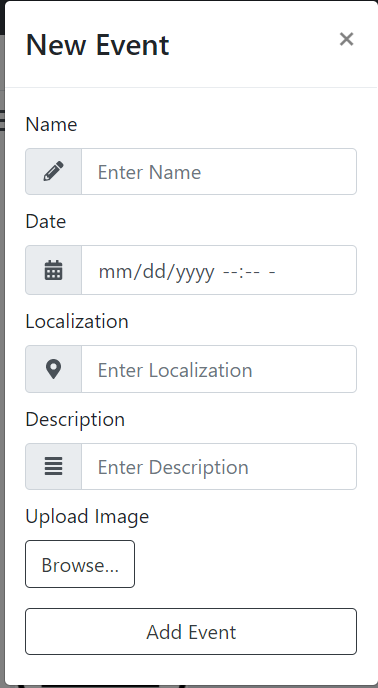 New Event
×
Name
Enter Name
Date
mm/dd/yyyy --:-- -
Localization
Enter Localization
Description
Enter Description
Upload Image
Browse...
Add Event